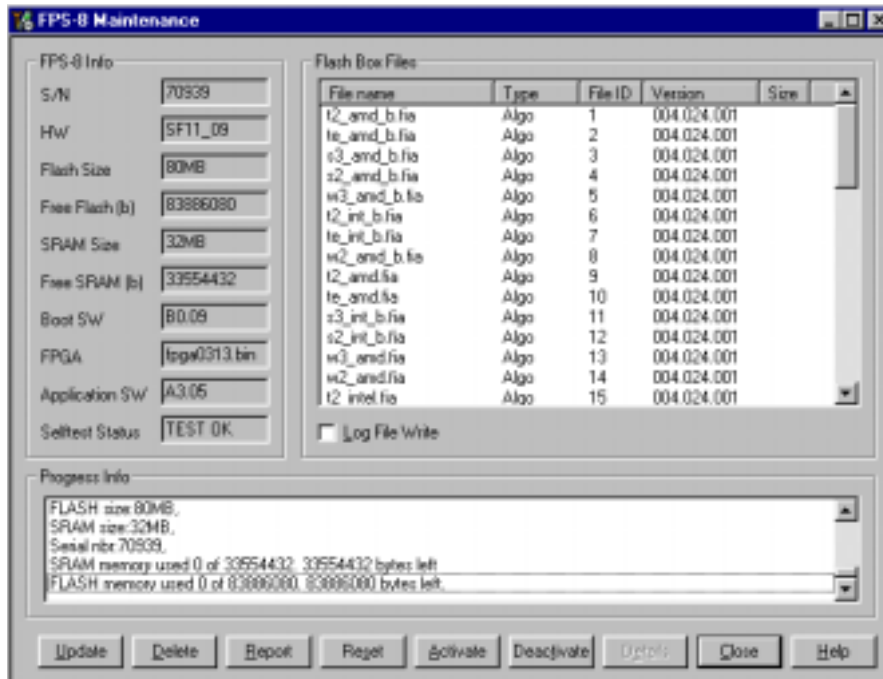 FPS-8 Maintenance
FPS-8 Info
S/N 70939
HW SF11_09
Flash Size 80MB
Free Flash (b) 83886080
SRAM Size 32MB
Free SRAM (b) 33554432
Boot SW B0.09
FPGA fpga0313.bin
Application SW A3.05
Selftest Status TEST OK
Flash Box Files
File name Type File ID Version Size
t2_amd_b.fia Algo 1 004.024.001
te_amd_b.fia Algo 2 004.024.001
s3_amd_b.fia Algo 3 004.024.001
s2_amd_b.fia Algo 4 004.024.001
w3_amd_b.fia Algo 5 004.024.001
t2_int_b.fia Algo 6 004.024.001
te_int_b.fia Algo 7 004.024.001
w2_amd_b.fia Algo 8 004.024.001
t2_amd.fia Algo 9 004.024.001
te_amd.fia Algo 10 004.024.001
s3_int_b.fia Algo 11 004.024.001
s2_int_b.fia Algo 12 004.024.001
w3_amd.fia Algo 13 004.024.001
w2_amd.fia Algo 14 004.024.001
t2_intel.fia Algo 15 004.024.001
Log File Write
Progress Info
FLASH size:80MB,
SRAM size:32MB,
Serial nbr:70939,
SRAM memory used 0 of 33554432. 33554432 bytes left
FLASH memory used 0 of 83886080. 83886080 bytes left.
Update Delete Report Reset Activate Deactivate Details Close Help